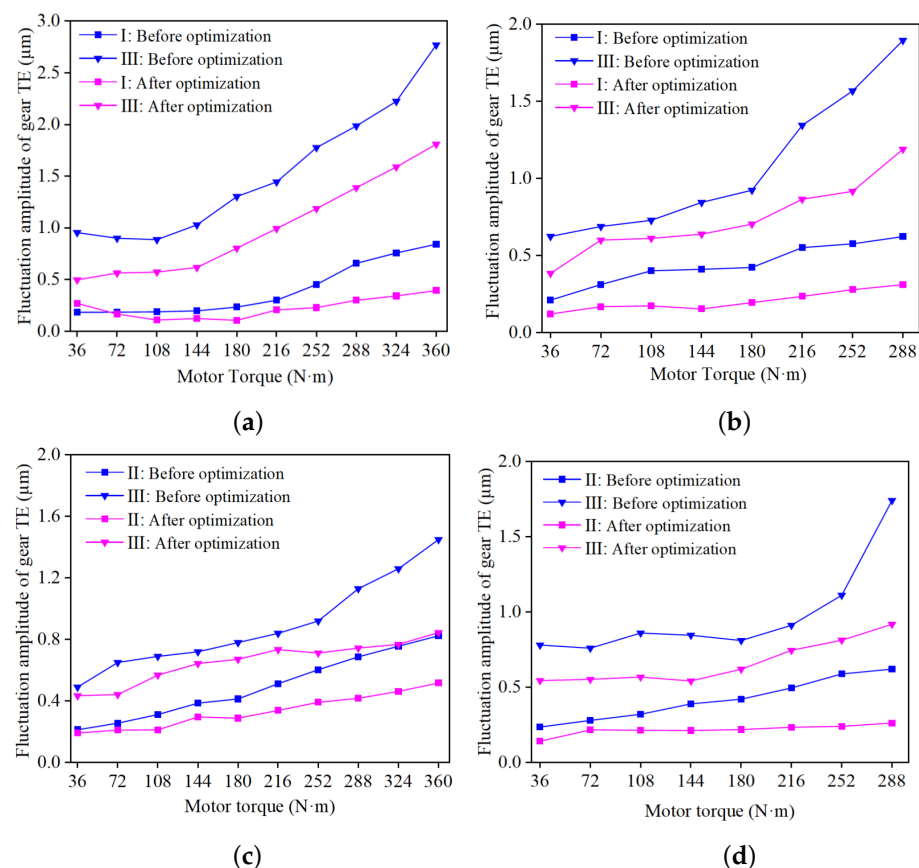 3.0
2.5
2.0
1.5
1.0
0.5
0.0
Fluctuation amplitude of gear TE (μm)
I: Before optimization
III: Before optimization
I: After optimization
III: After optimization
36 72 108 144 180 216 252 288 324 360
Motor Torque (N·m)
(a)
2.0
1.5
1.0
0.5
0.0
Fluctuation amplitude of gear TE (μm)
I: Before optimization
III: Before optimization
I: After optimization
III: After optimization
36 72 108 144 180 216 252 288
Motor Torque (N·m)
(b)
2.0
1.6
1.2
0.8
0.4
0.0
Fluctuation amplitude of gear TE (μm)
II: Before optimization
III: Before optimization
II: After optimization
III: After optimization
36 72 108 144 180 216 252 288 324 360
Motor torque (N·m)
(c)
2.0
1.5
1.0
0.5
0.0
Fluctuation amplitude of gear TE (μm)
II: Before optimization
III: Before optimization
II: After optimization
III: After optimization
36 72 108 144 180 216 252 288
Motor torque (N·m)
(d)